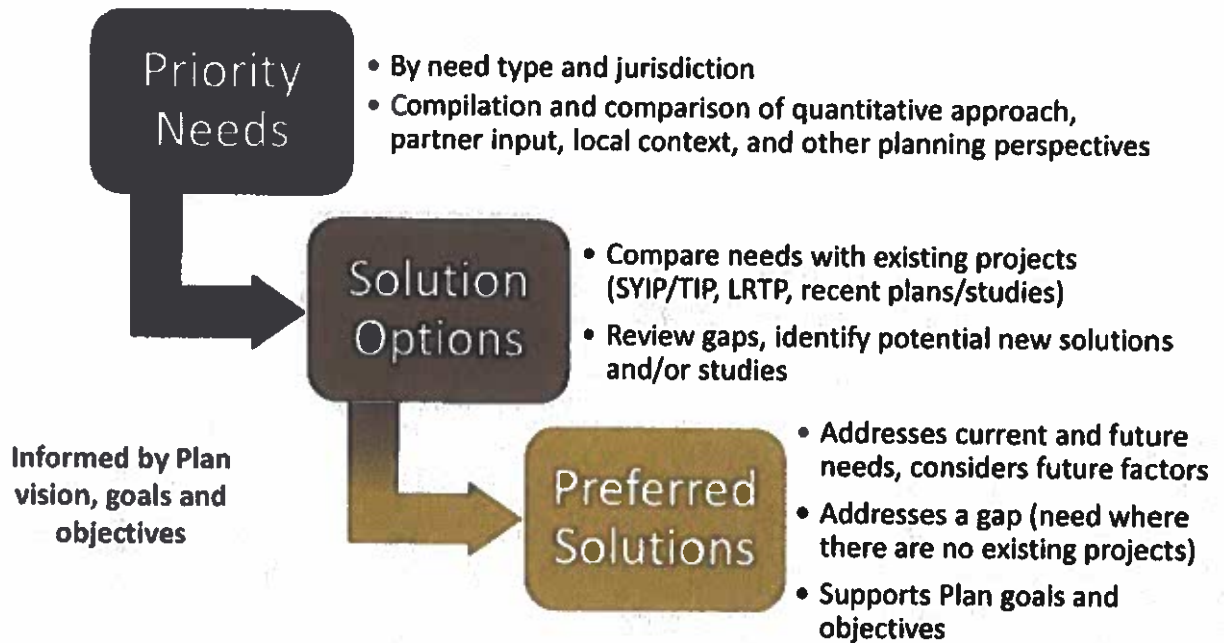 Priority
Needs
• By need type and jurisdiction
• Compilation and comparison of quantitative approach,
partner input, local context, and other planning perspectives
Solution
Options
• Compare needs with existing projects
(SYIP/TIP, LRTP, recent plans/studies)
• Review gaps, identify potential new solutions
and/or studies
Informed by Plan
vision, goals and
objectives
Preferred
Solutions
• Addresses current and future
needs, considers future factors
• Addresses a gap (need where
there are no existing projects)
• Supports Plan goals and
objectives